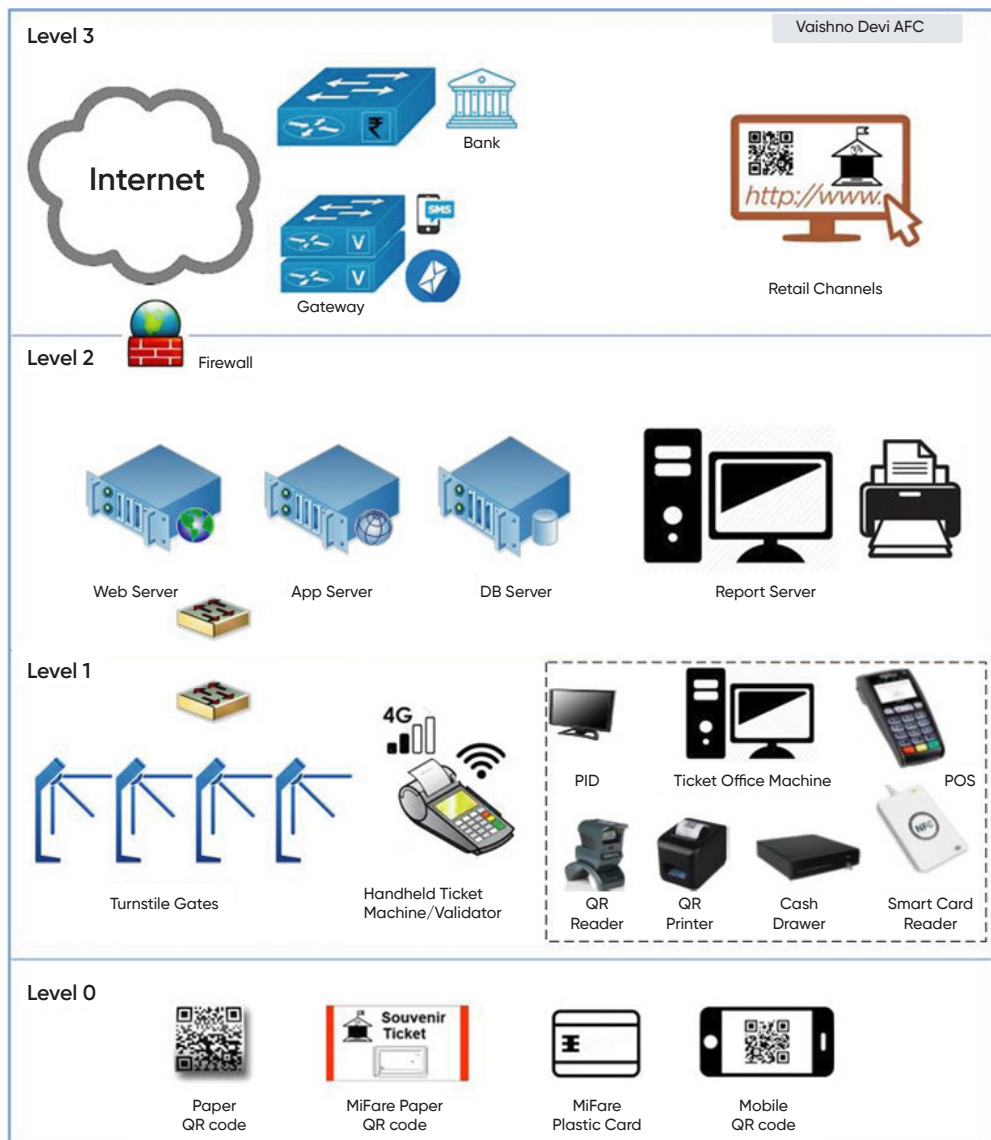 Level 3
Vaishno Devi AFC
Internet
₹
Bank
SMS
V
V
Gateway
http://www.
Retail Channels
Level 2
Firewall
Web Server
App Server
DB Server
Report Server
Level 1
4G
PID
Ticket Office Machine
POS
NFC
Turnstile Gates
Handheld Ticket
Machine/Validator
QR
Reader
QR
Printer
Cash
Drawer
Smart Card
Reader
Level 0
Souvenir
Ticket
Paper
QR code
MiFare Paper
QR code
MiFare
Plastic Card
Mobile
QR code